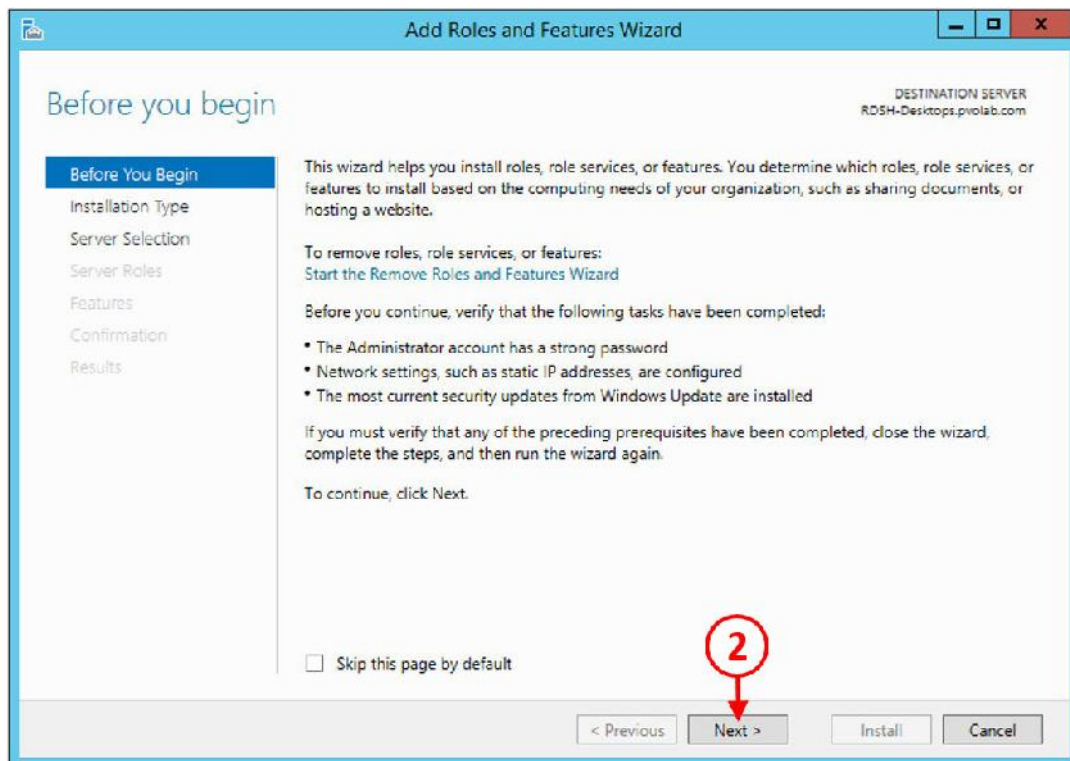 Add Roles and Features Wizard
X
Before you begin
DESTINATION SERVER
RDSH-Desktops.pvolab.com
Before You Begin
Installation Type
Server Selection
Server Roles
Features
Confirmation
Results
This wizard helps you install roles, role services, or features. You determine which roles, role services, or
features to install based on the computing needs of your organization, such as sharing documents, or
hosting a website.
To remove roles, role services, or features:
Start the Remove Roles and Features Wizard
Before you continue, verify that the following tasks have been completed:
• The Administrator account has a strong password
• Network settings, such as static IP addresses, are configured
• The most current security updates from Windows Update are installed
If you must verify that any of the preceding prerequisites have been completed, close the wizard,
complete the steps, and then run the wizard again.
To continue, click Next.
Skip this page by default
2
< Previous
Next >
Install
Cancel